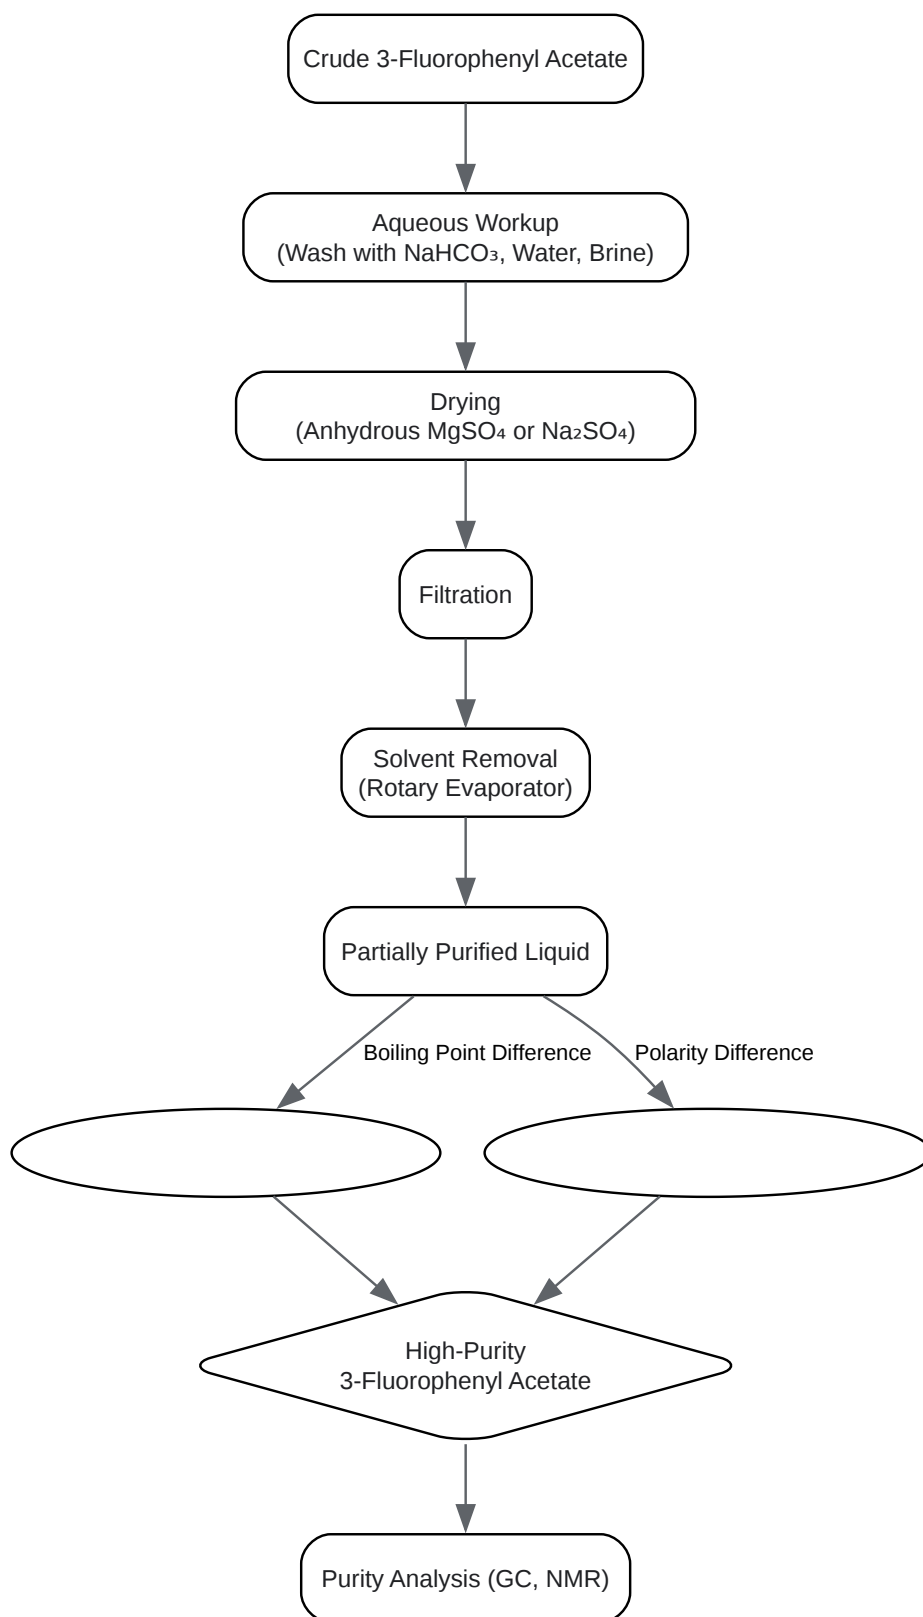 Crude 3-Fluorophenyl Acetate
Aqueous Workup
(Wash with NaHCO₃, Water, Brine)
Drying
(Anhydrous MgSO₄ or Na₂SO₄)
Filtration
Solvent Removal
(Rotary Evaporator)
Partially Purified Liquid
Boiling Point Difference
Polarity Difference
High-Purity
3-Fluorophenyl Acetate
Purity Analysis (GC, NMR)